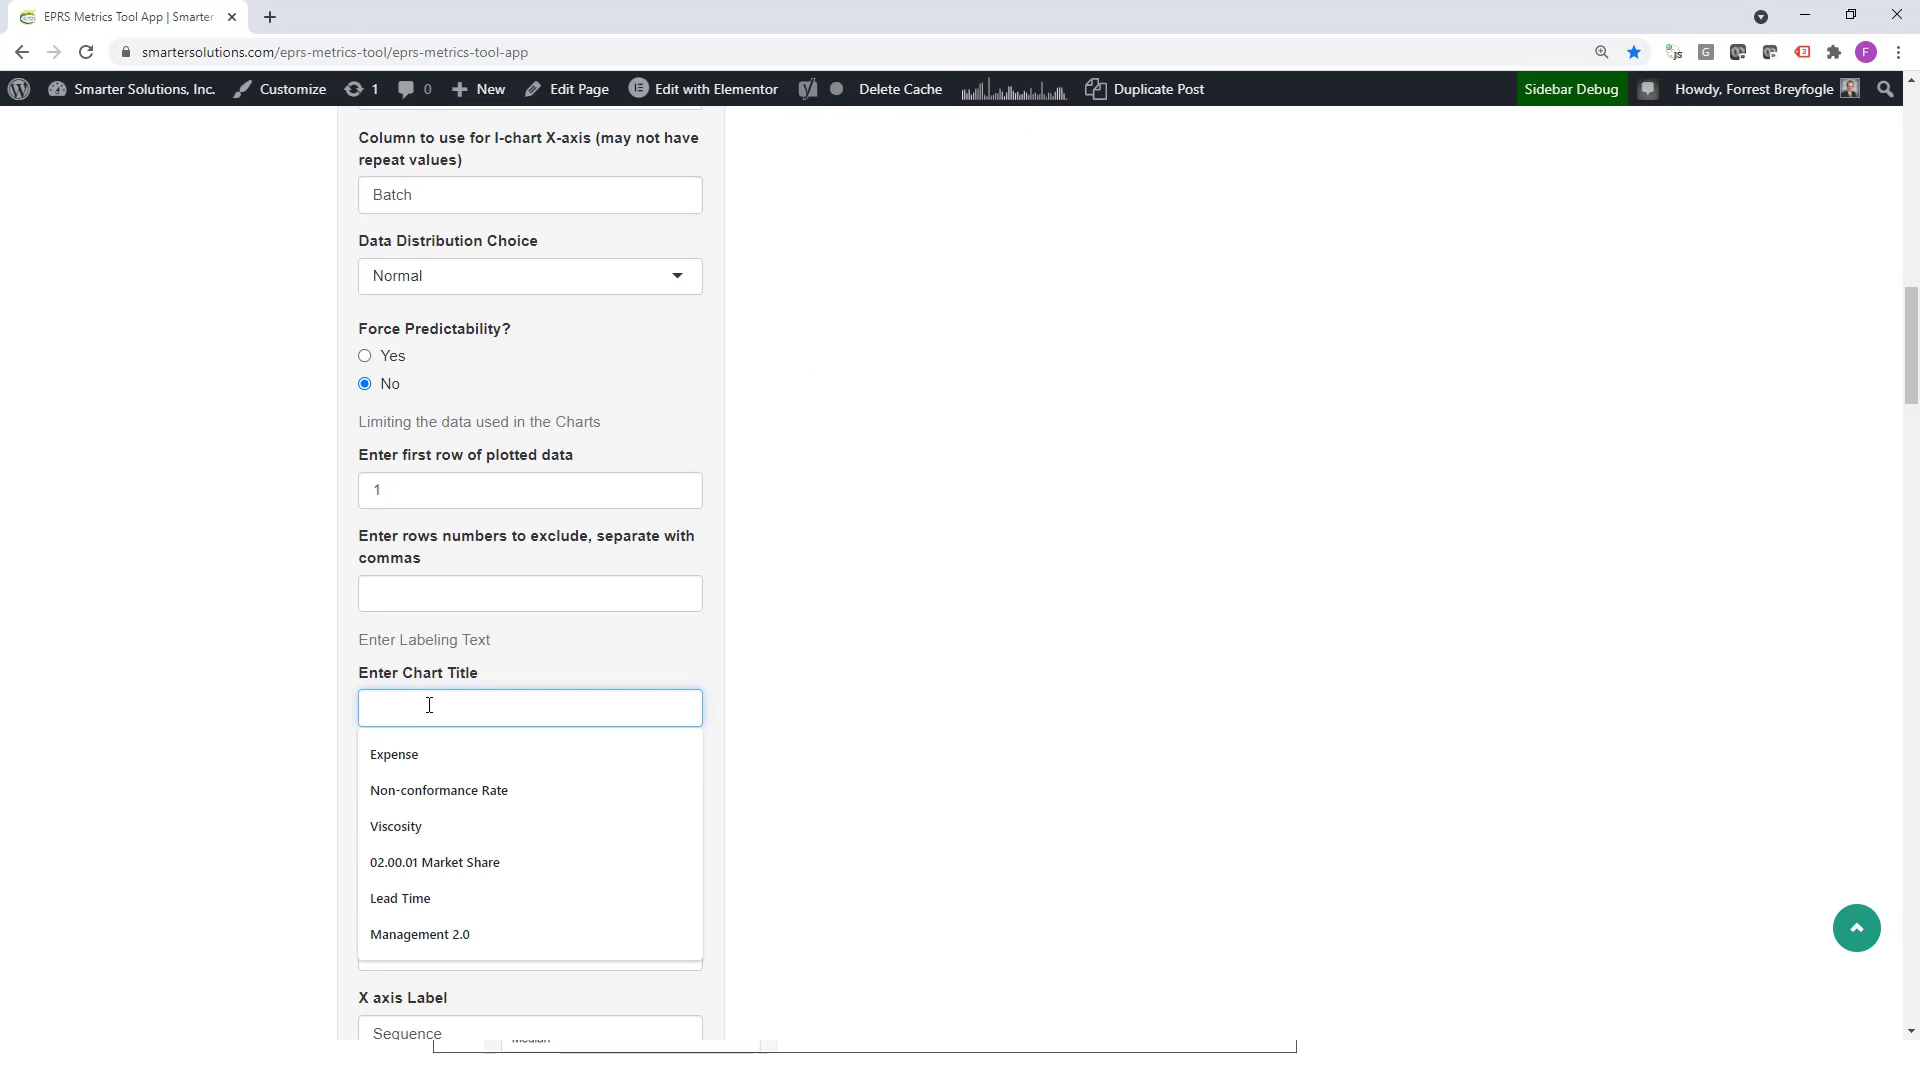 EPRS Metrics Tool App | Smarter
smartersolutions.com/eprs-metrics-tool/eprs-metrics-tool-app
Smarter Solutions, Inc.
Customize
1
0
New
Edit Page
Edit with Elementor
Delete Cache
Duplicate Post
Sidebar Debug
Howdy, Forrest Breyfogle
Column to use for I-chart X-axis (may not have
repeat values)
Batch
Data Distribution Choice
Normal
Force Predictability?
Yes
No
Limiting the data used in the Charts
Enter first row of plotted data
1
Enter rows numbers to exclude, separate with
commas
Enter Labeling Text
Enter Chart Title
Expense
Non-conformance Rate
Viscosity
02.00.01 Market Share
Lead Time
Management 2.0
X axis Label
Sequence